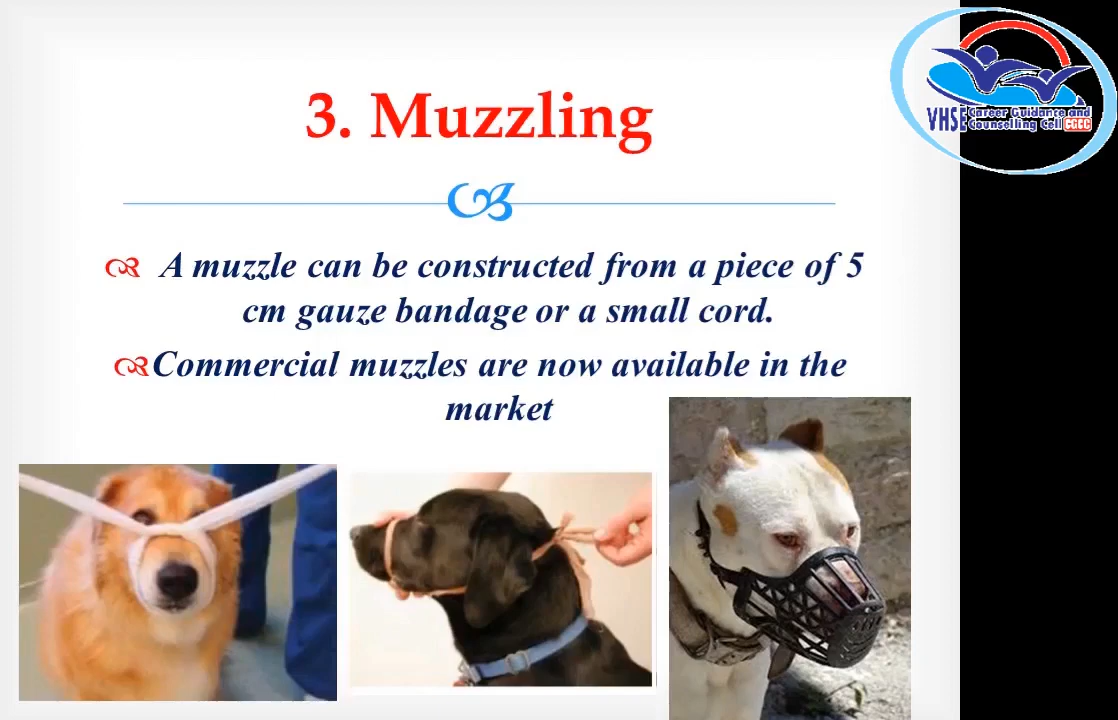 3. Muzzling
A muzzle can be constructed from a piece of 5
cm gauze bandage or a small cord.
Commercial muzzles are now available in the
market
VHSE Career Guidance and
Counselling Cell CGCC